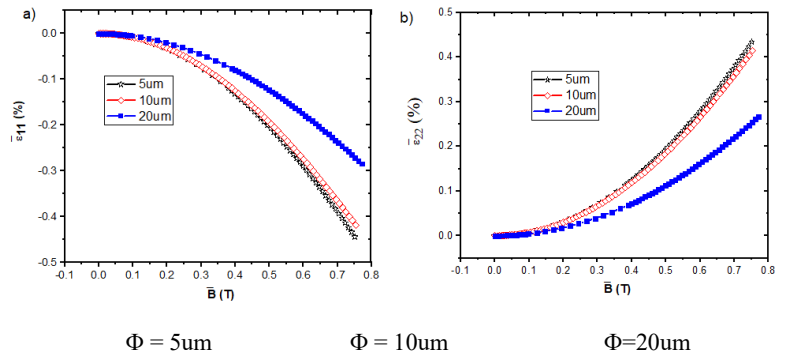 a)
0.0
-0.1
-0.2
-0.3
-0.4
-0.5
ε̄₁₁ (%)
5um
10um
20um
-0.1 0.0 0.1 0.2 0.3 0.4 0.5 0.6 0.7 0.8
B̄ (T)
b)
0.5
0.4
0.3
0.2
0.1
0.0
ε̄₂₂ (%)
5um
10um
20um
-0.1 0.0 0.1 0.2 0.3 0.4 0.5 0.6 0.7 0.8
B̄ (T)
Φ = 5um Φ = 10um Φ=20um